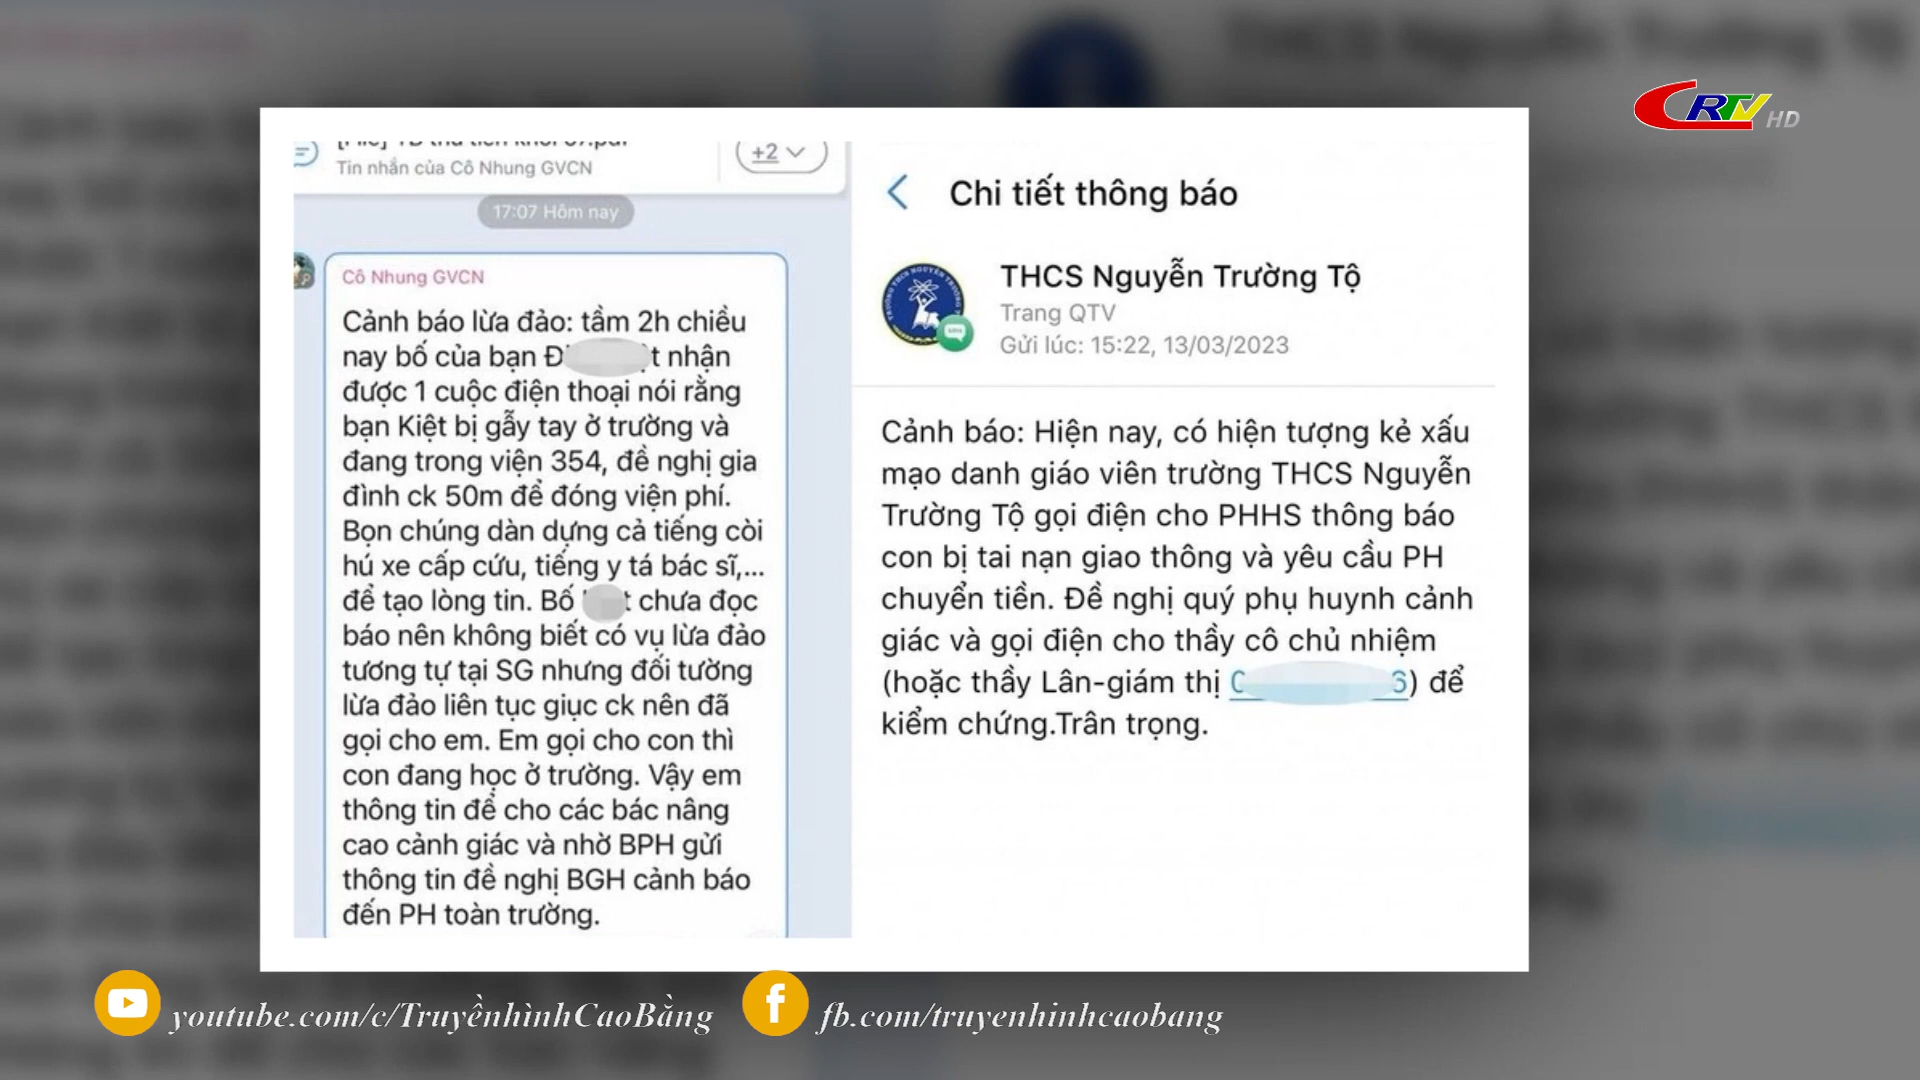 Tin nhắn của Cô Nhung GVCN
+2
17:07 Hôm nay
Cô Nhung GVCN
Cảnh báo lừa đảo: tầm 2h chiều
nay bố của bạn Đ t nhận
được 1 cuộc điện thoại nói rằng
bạn Kiệt bị gẫy tay ở trường và
đang trong viện 354, đề nghị gia
đình ck 50m để đóng viện phí.
Bọn chúng dàn dựng cả tiếng còi
hú xe cấp cứu, tiếng y tá bác sĩ,...
để tạo lòng tin. Bố t chưa đọc
báo nên không biết có vụ lừa đảo
tương tự tại SG nhưng đối tường
lừa đảo liên tục giục ck nên đã
gọi cho em. Em gọi cho con thì
con đang học ở trường. Vậy em
thông tin để cho các bác nâng
cao cảnh giác và nhờ BPH gửi
thông tin đề nghị BGH cảnh báo
đến PH toàn trường.
Chi tiết thông báo
THCS Nguyễn Trường Tộ
Trang QTV
Gửi lúc: 15:22, 13/03/2023
Cảnh báo: Hiện nay, có hiện tượng kẻ xấu
mạo danh giáo viên trường THCS Nguyễn
Trường Tộ gọi điện cho PHHS thông báo
con bị tai nạn giao thông và yêu cầu PH
chuyển tiền. Đề nghị quý phụ huynh cảnh
giác và gọi điện cho thầy cô chủ nhiệm
(hoặc thầy Lân-giám thị 0 6) để
kiểm chứng.Trân trọng.
CRTV HD
youtube.com/c/TruyềnhìnhCaoBằng
fb.com/truyenhinhcaobang